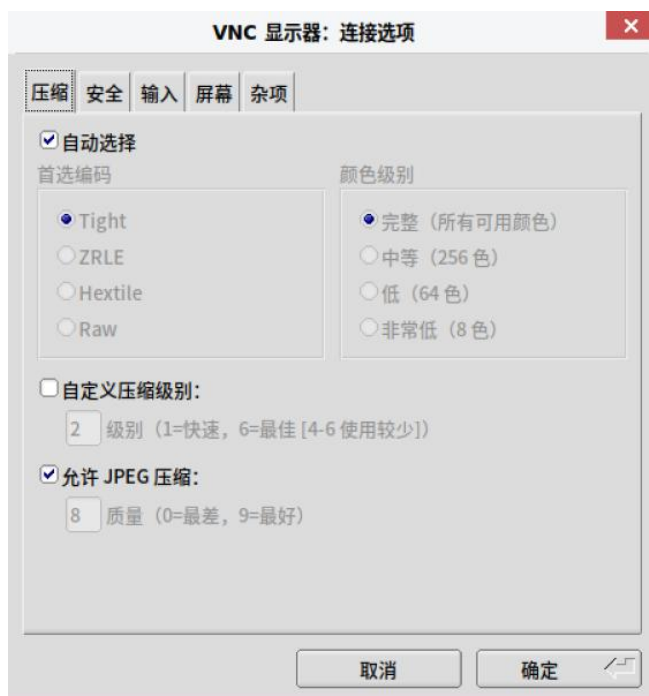 VNC 显示器：连接选项
压缩 安全 输入 屏幕 杂项
自动选择
首选编码
Tight
ZRLE
Hextile
Raw
颜色级别
完整（所有可用颜色）
中等（256 色）
低（64 色）
非常低（8 色）
自定义压缩级别：
2 级别（1=快速，6=最佳 [4-6 使用较少]）
允许 JPEG 压缩：
8 质量（0=最差，9=最好）
取消 确定